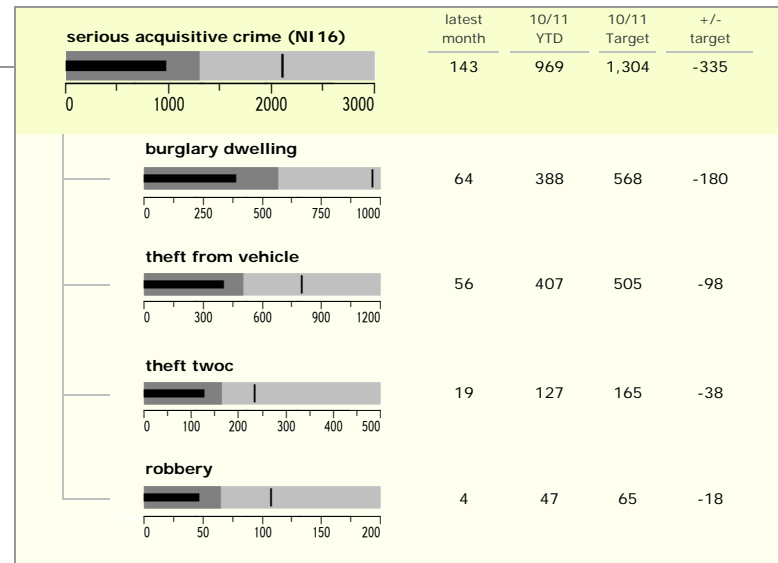 latest 10/11 10/11 +/-
month YTD Target target
serious acquisitive crime (NI16)
143 969 1,304 -335
0 1000 2000 3000
burglary dwelling
64 388 568 -180
0 250 500 750 1000
theft from vehicle
56 407 505 -98
0 300 600 900 1200
theft twoc
19 127 165 -38
0 100 200 300 400 500
robbery
4 47 65 -18
0 50 100 150 200